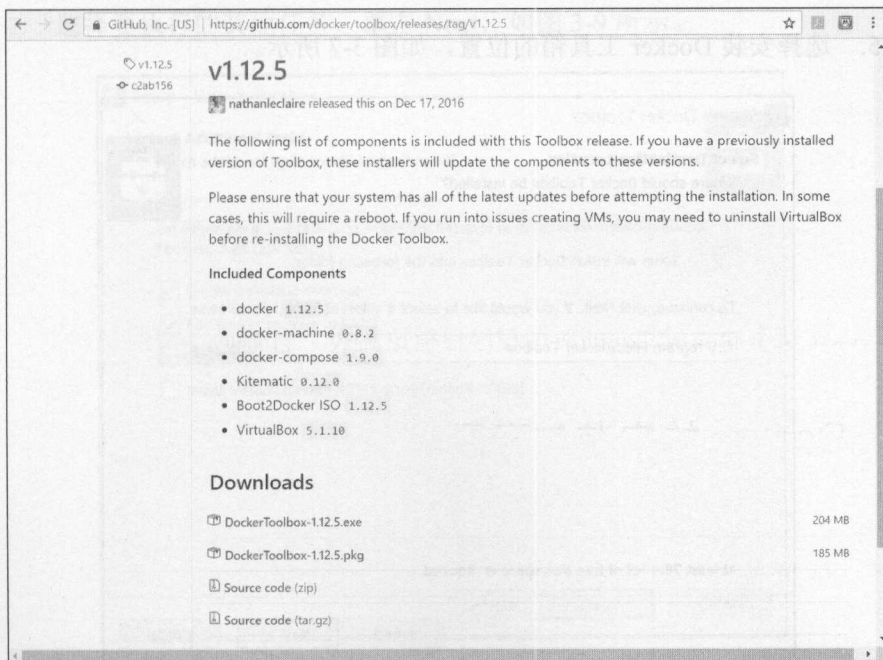 GitHub, Inc. [US] | https://github.com/docker/toolbox/releases/tag/v1.12.5
v1.12.5
c2ab156
v1.12.5
nathanleclaire released this on Dec 17, 2016
The following list of components is included with this Toolbox release. If you have a previously installed
version of Toolbox, these installers will update the components to these versions.
Please ensure that your system has all of the latest updates before attempting the installation. In some
cases, this will require a reboot. If you run into issues creating VMs, you may need to uninstall VirtualBox
before re-installing the Docker Toolbox.
Included Components
• docker 1.12.5
• docker-machine 0.8.2
• docker-compose 1.9.0
• Kitematic 0.12.0
• Boot2Docker ISO 1.12.5
• VirtualBox 5.1.10
Downloads
DockerToolbox-1.12.5.exe 204 MB
DockerToolbox-1.12.5.pkg 185 MB
Source code (zip)
Source code (tar.gz)